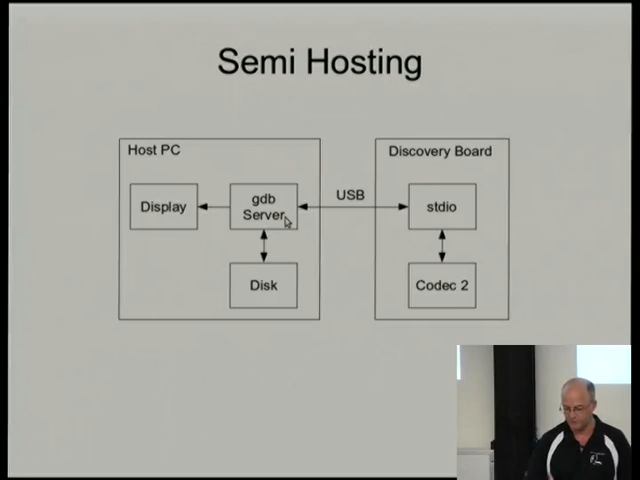 Semi Hosting
Host PC
Discovery Board
Display
gdb
Server
USB
stdio
Disk
Codec 2